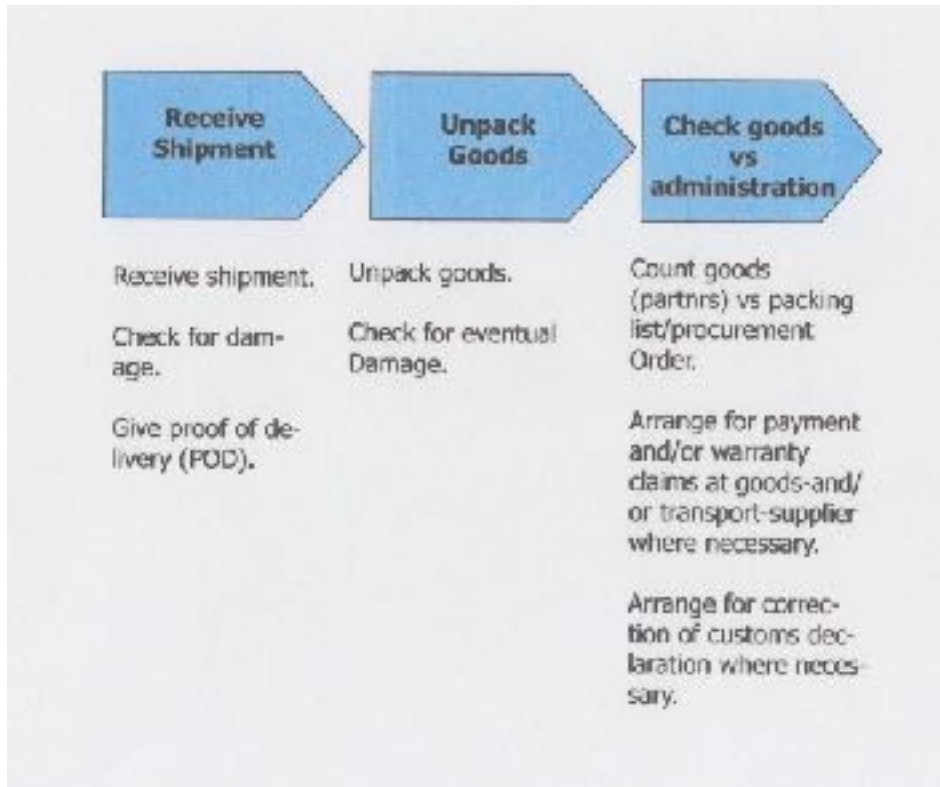 Receive
Shipment
Unpack
Goods
Check goods
vs
administration
Receive shipment.
Check for dam-
age.
Give proof of de-
livery (POD).
Unpack goods.
Check for eventual
Damage.
Count goods
(partnrs) vs packing
list/procurement
Order.
Arrange for payment
and/or warranty
claims at goods-and/
or transport-supplier
where necessary.
Arrange for correc-
tion of customs dec-
laration where neces-
sary.